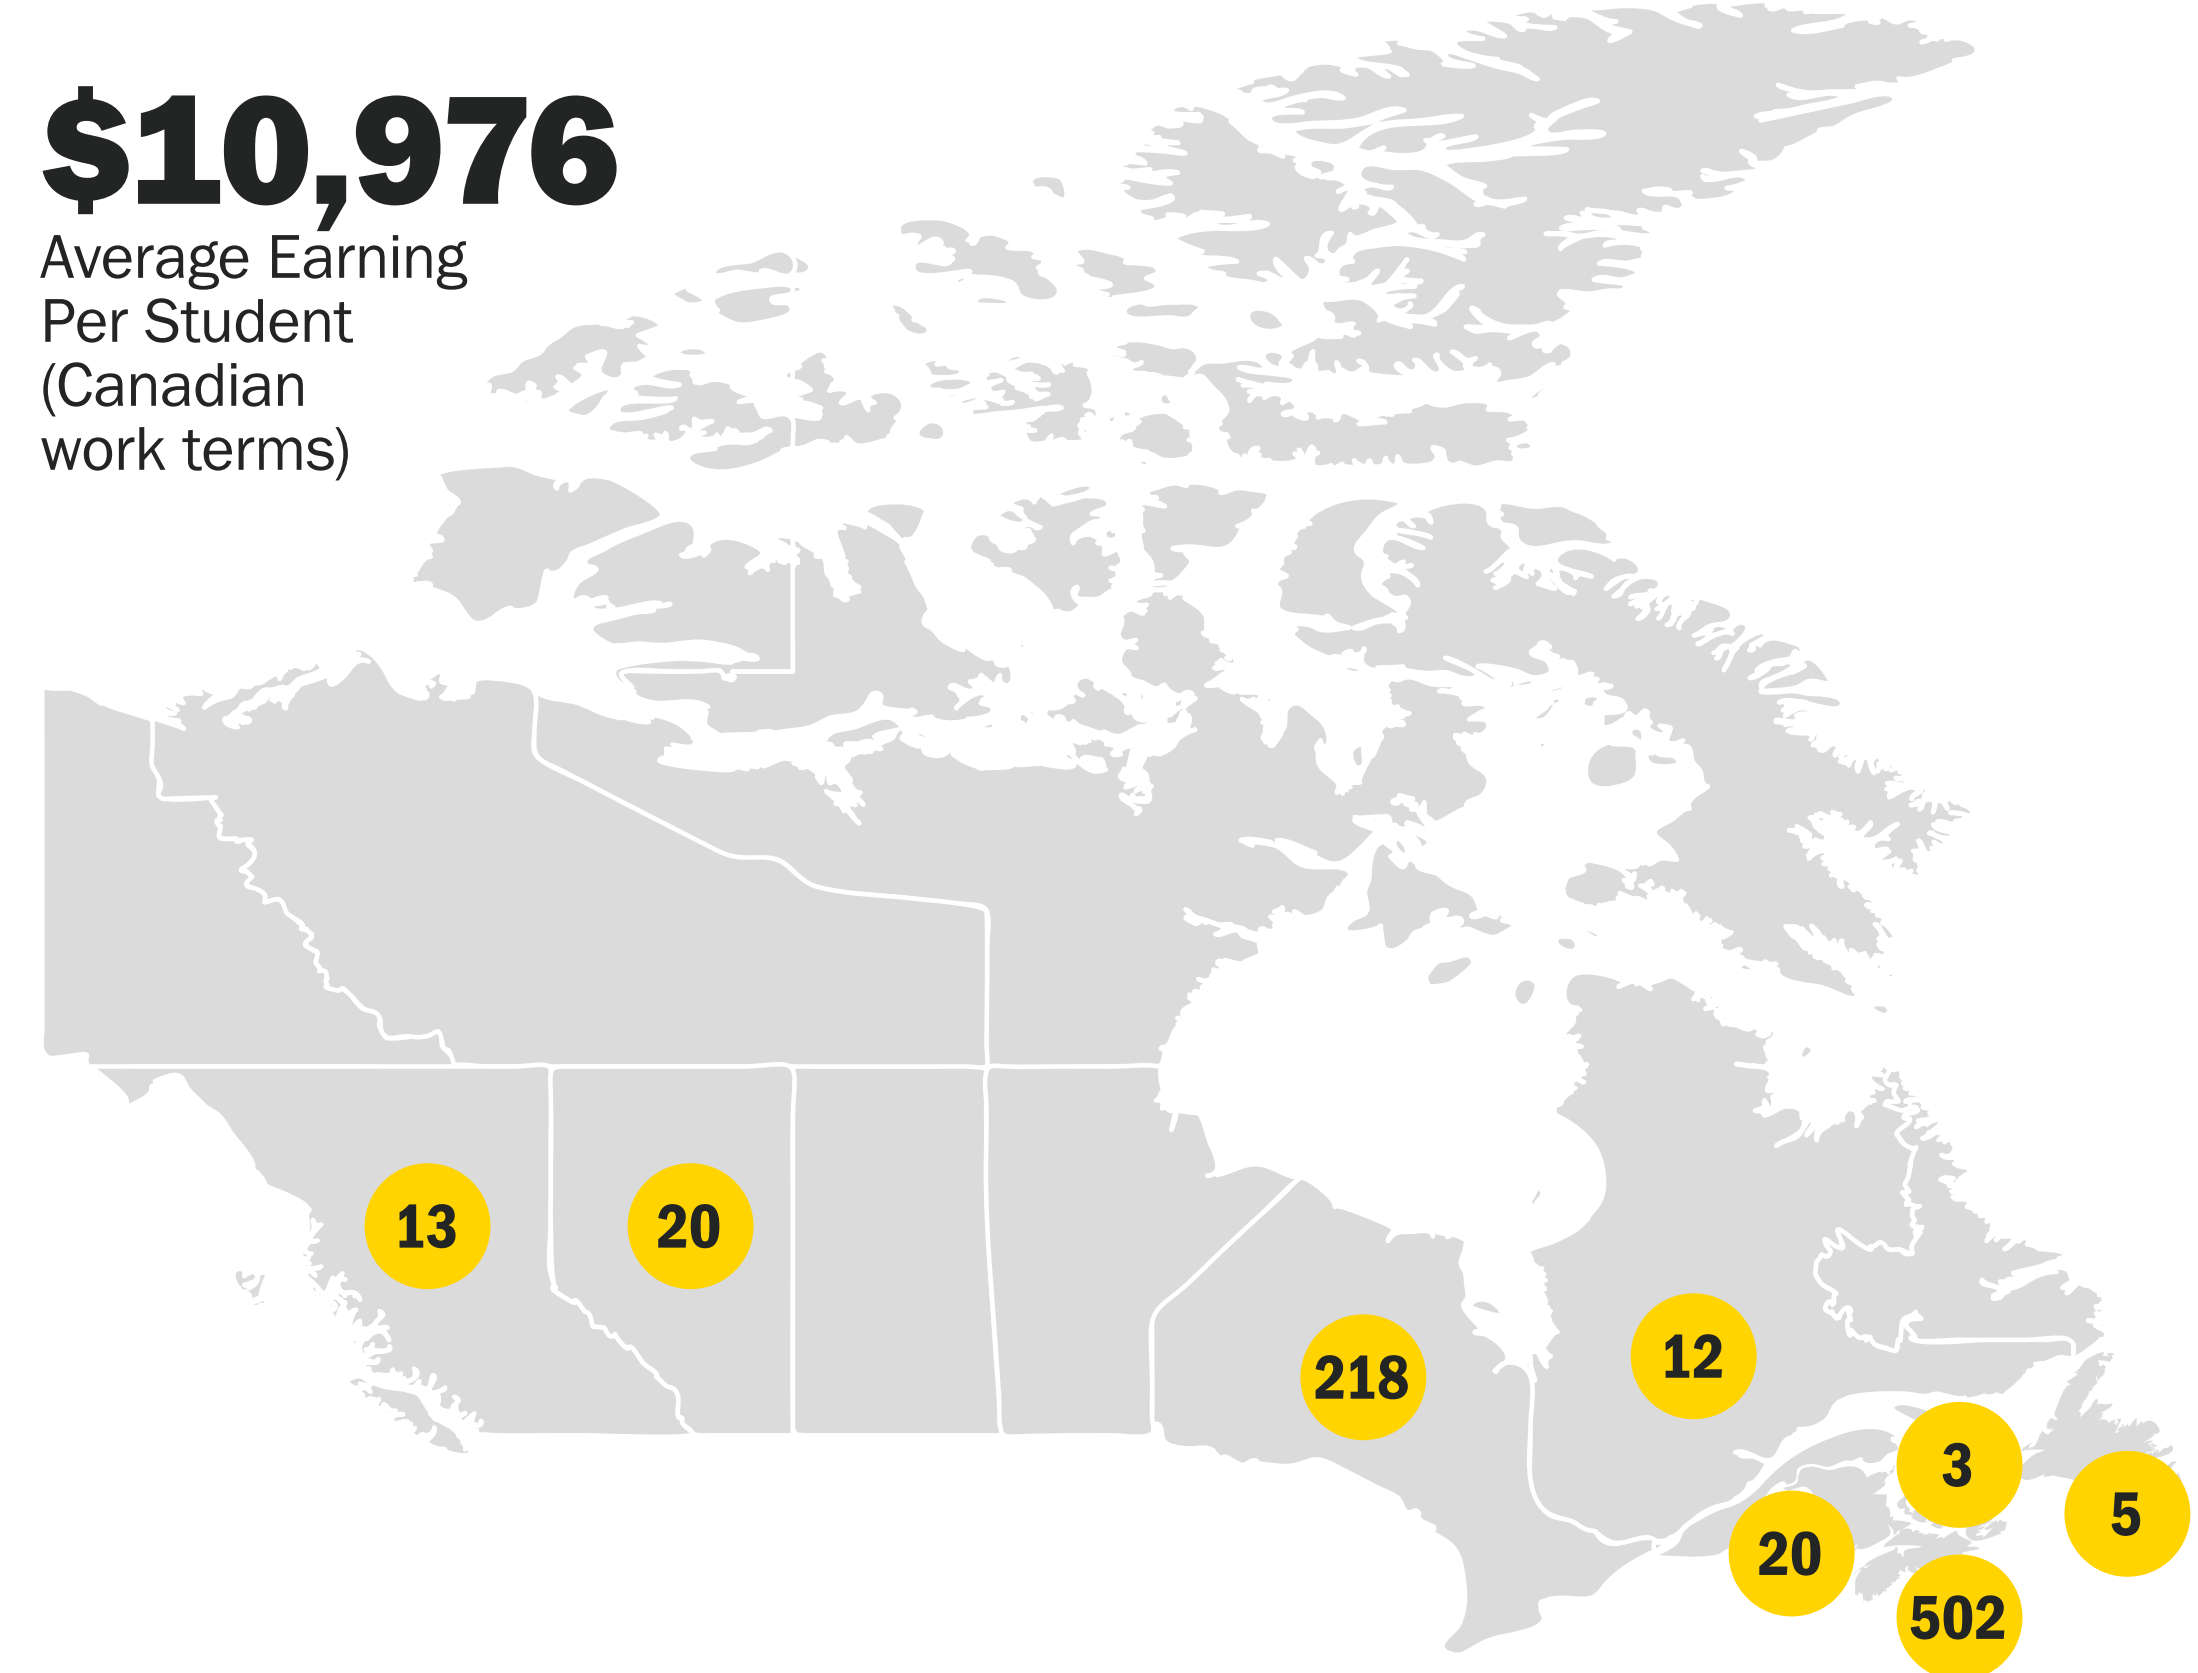 $10,976
Average Earning
Per Student
(Canadian
work terms)
13
20
218
12
3
5
20
502